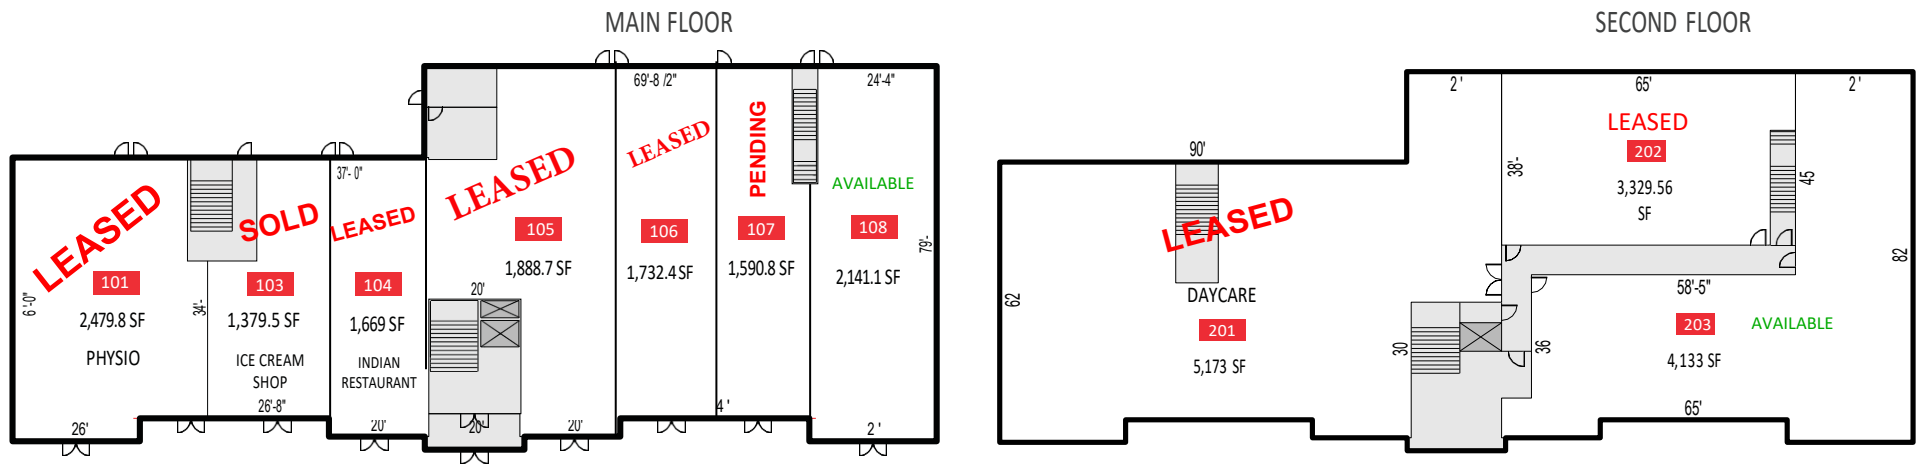 MAIN FLOOR
69'-8 /2"
24'-4"
37'- 0"
LEASED
SOLD
LEASED
LEASED
LEASED
PENDING
AVAILABLE
101
103
104
105
106
107
108
2,479.8 SF
1,379.5 SF
1,669 SF
1,888.7 SF
1,732.4 SF
1,590.8 SF
2,141.1 SF
6'-0"
34'-
20'
79'-
PHYSIO
ICE CREAM
SHOP
INDIAN
RESTAURANT
26'
26'-8"
20'
20'
20'
4 '
2 '
SECOND FLOOR
2 '
65'
2 '
90'
LEASED
202
3,329.56
SF
38'-
45
82
62
LEASED
DAYCARE
201
5,173 SF
30
36
58'-5"
203
AVAILABLE
4,133 SF
65'